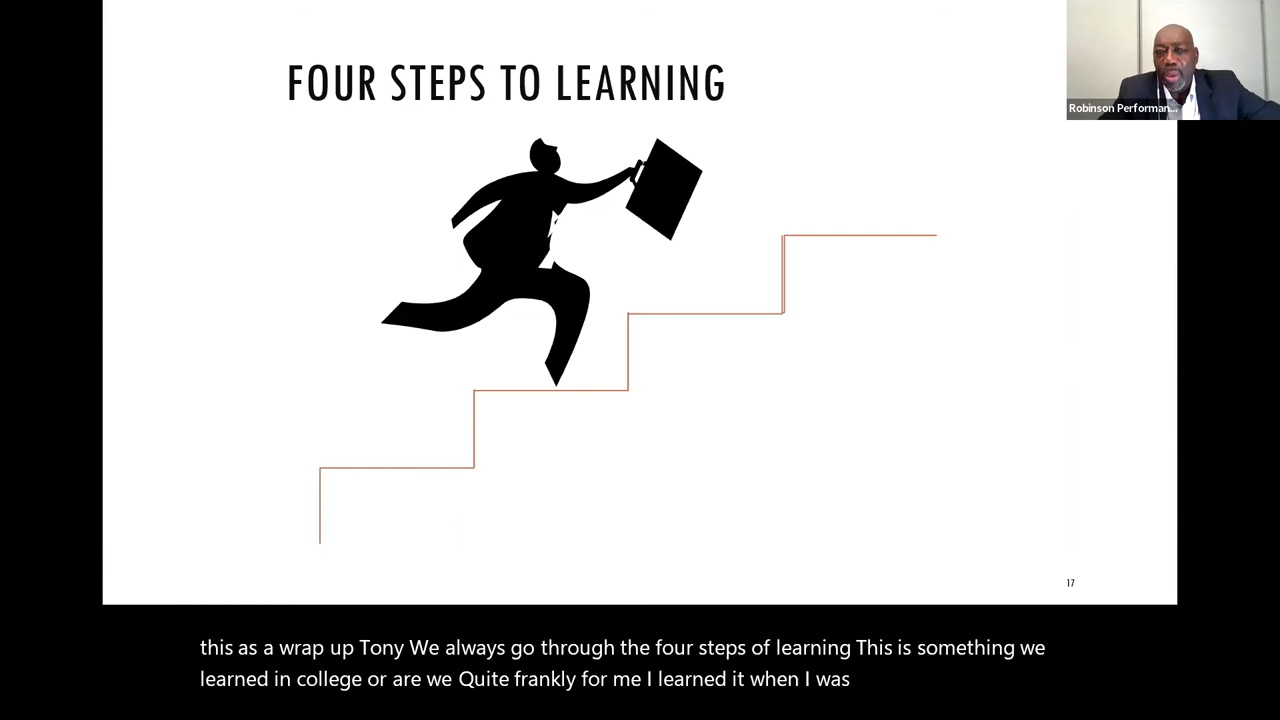 FOUR STEPS TO LEARNING
Robinson Performan...
17
this as a wrap up Tony We always go through the four steps of learning This is something we
learned in college or are we Quite frankly for me I learned it when I was